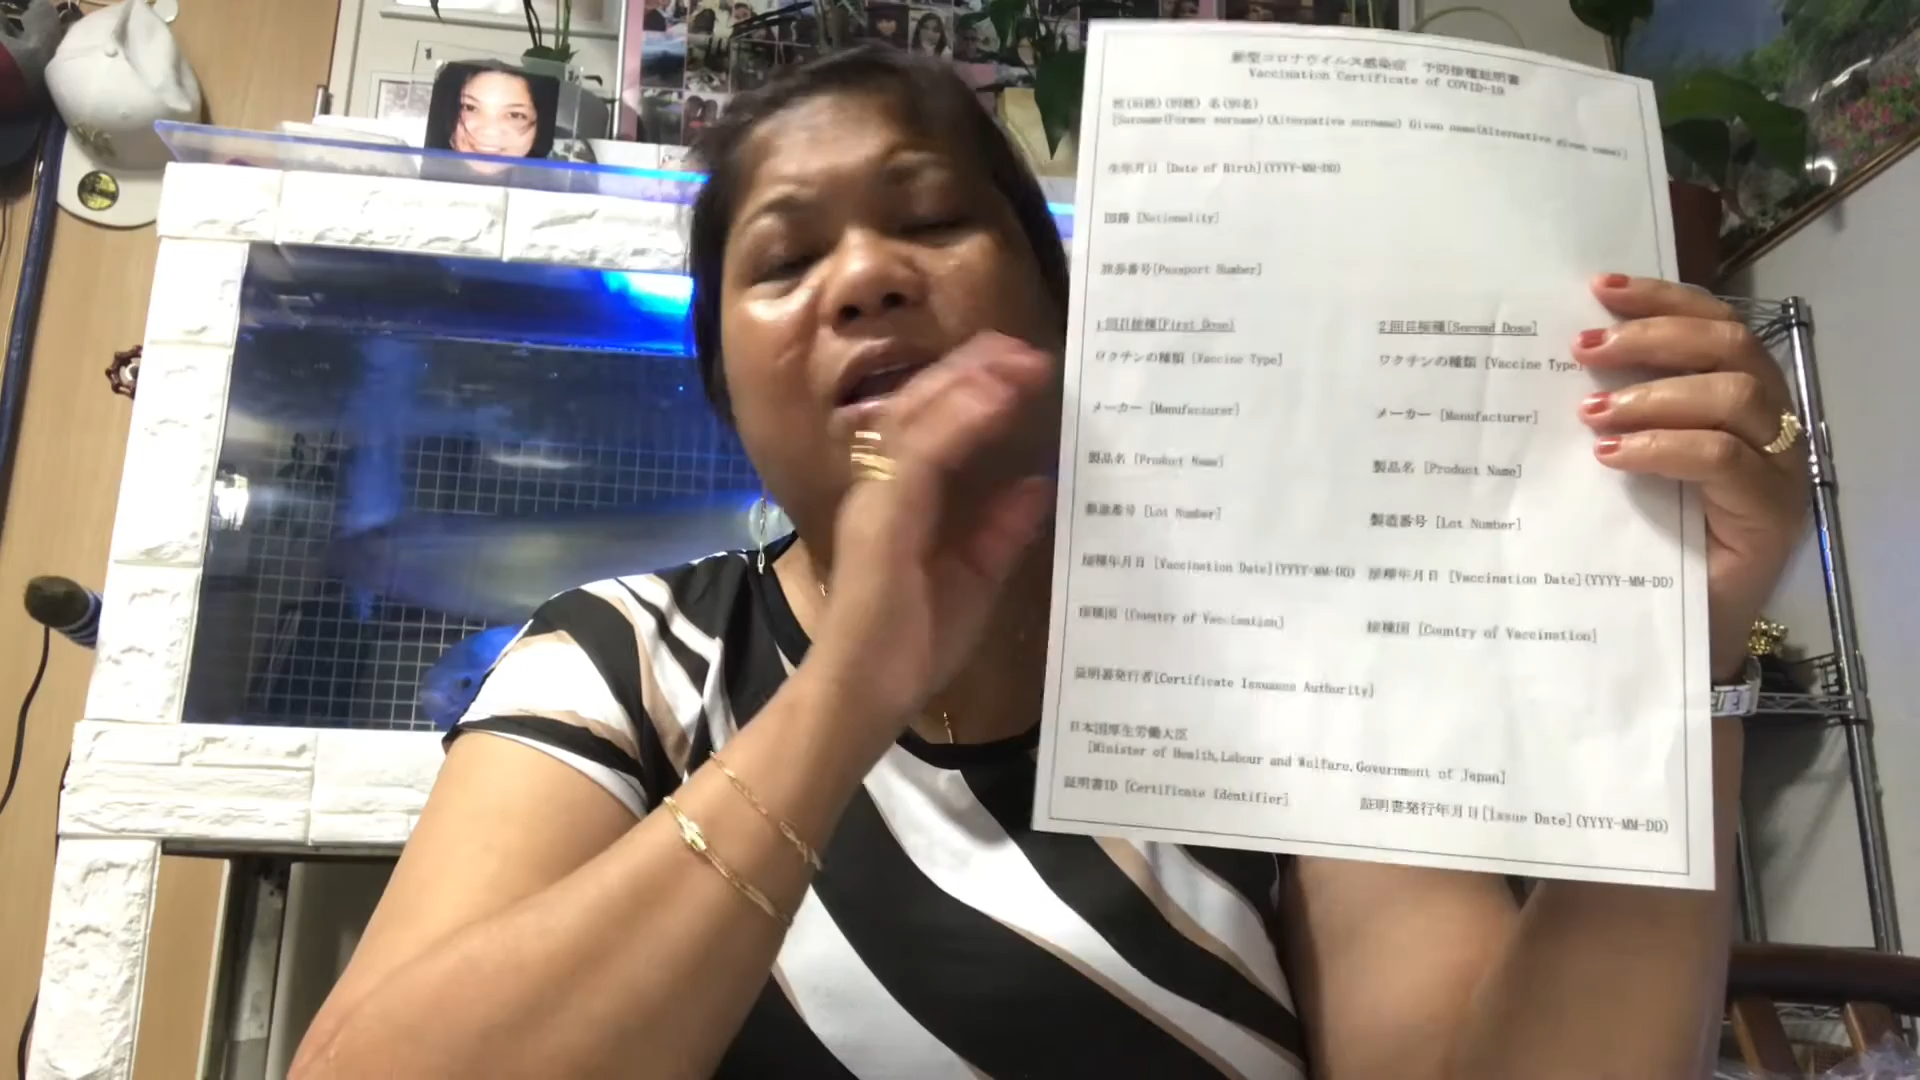 新型コロナウイルス感染症 予防接種証明書
Vaccination Certificate of COVID-19
姓(旧姓)(別姓) 名(別名)
[Surname(Former surname)(Alternative surname) Given name(Alternative given name)]
生年月日 [Date of Birth](YYYY-MM-DD)
国籍 [Nationality]
旅券番号[Passport Number]
1回目接種[First Dose] 2回目接種[Second Dose]
ワクチンの種類 [Vaccine Type] ワクチンの種類 [Vaccine Type]
メーカー [Manufacturer] メーカー [Manufacturer]
製品名 [Product Name] 製品名 [Product Name]
製造番号 [Lot Number] 製造番号 [Lot Number]
接種年月日 [Vaccination Date](YYYY-MM-DD) 接種年月日 [Vaccination Date](YYYY-MM-DD)
接種国 [Country of Vaccination] 接種国 [Country of Vaccination]
証明書発行者[Certificate Issuance Authority]
日本国厚生労働大臣
[Minister of Health,Labour and Welfare,Government of Japan]
証明書ID [Certificate Identifier] 証明書発行年月日[Issue Date](YYYY-MM-DD)